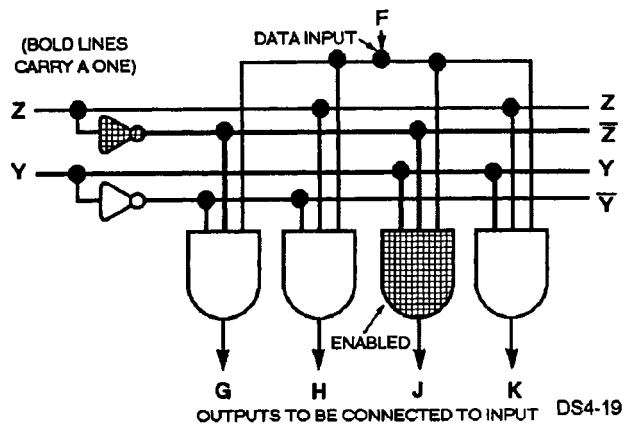 F
DATA INPUT
(BOLD LINES
CARRY A ONE)
Z
Z
Z̅
Y
Y
Y̅
ENABLED
G H J K
OUTPUTS TO BE CONNECTED TO INPUT DS4-19